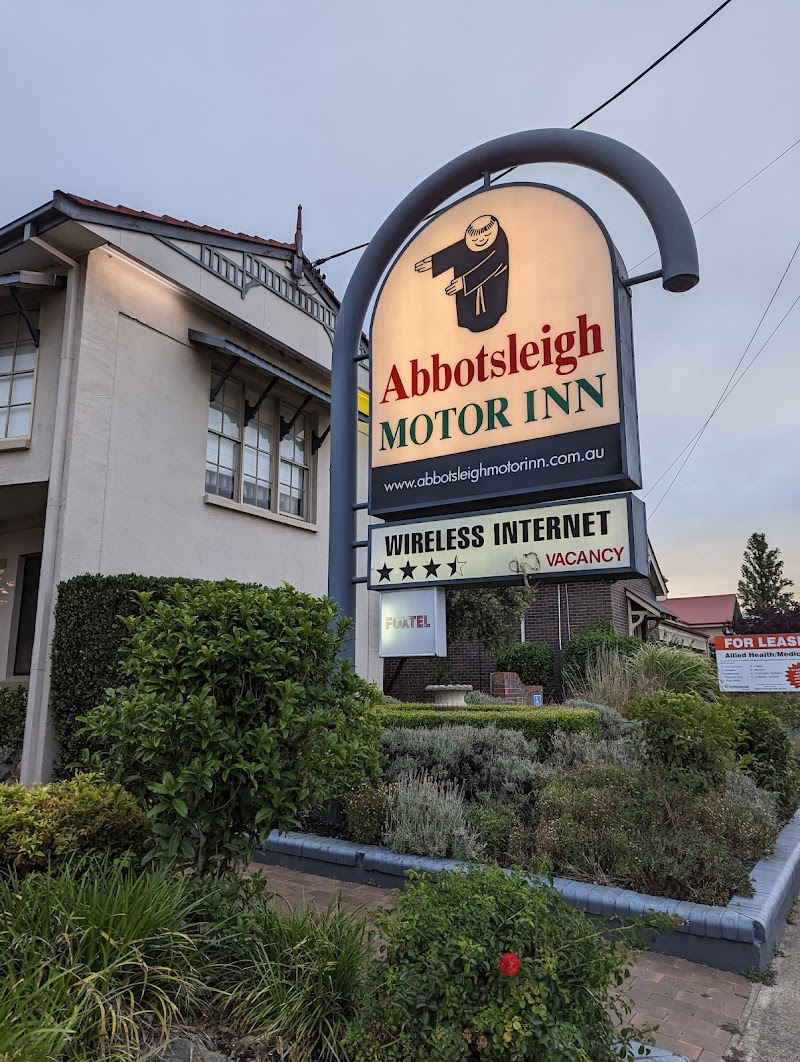 Abbotsleigh
MOTOR INN
www.abbotsleighmotorinn.com.au
WIRELESS INTERNET
VACANCY
FOXTEL
FOR LEASE
Allied Health/Medic